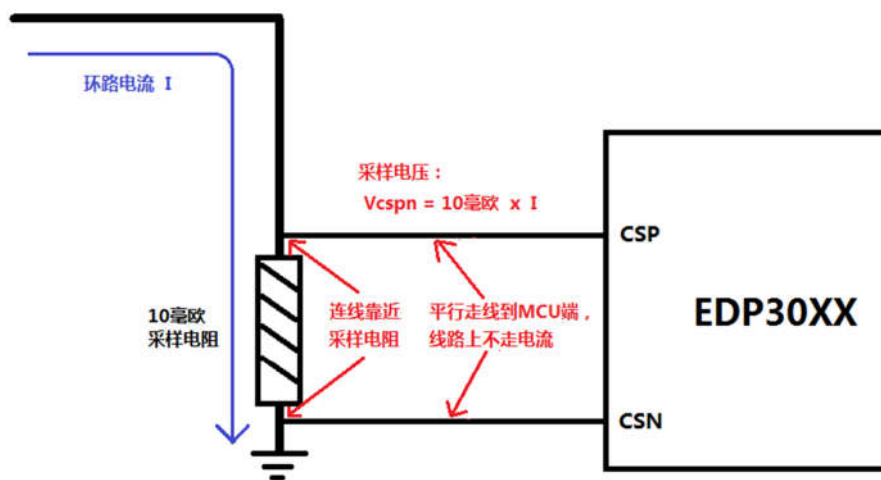 环路电流 I
采样电压：
Vcspn = 10毫欧 x I
CSP
10毫欧
采样电阻
连线靠近
采样电阻
平行走线到MCU端，
线路上不走电流
EDP30XX
CSN